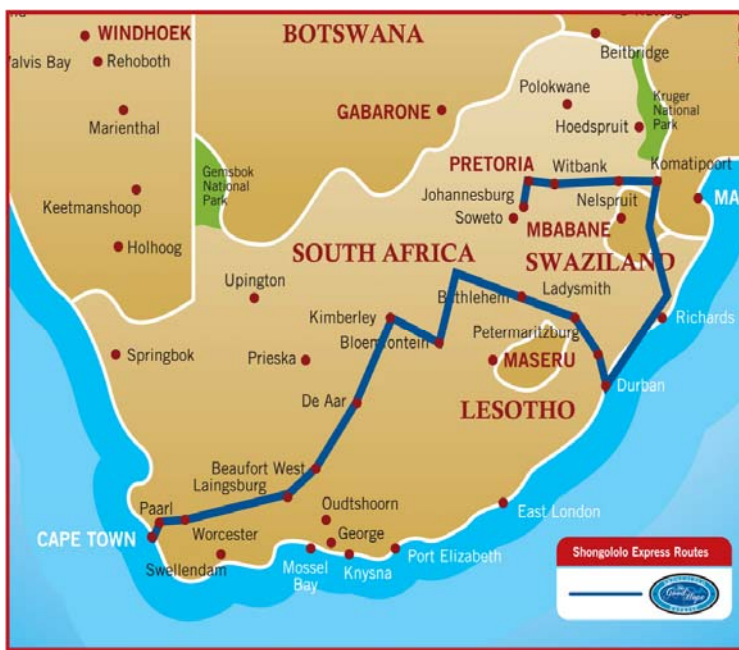 WINDHOEK
Rehoboth
Marienthal
Keetmanshoop
Holhoog
BOTSWANA
GABARONE
Beitbridge
Polokwane
Hoedspruit
Kruger
National
Park
Gemsbok
National
Park
PRETORIA
Witbank
Komatipoort
Johannesburg
Nelspruit
Soweto
MBABANE
MA
SOUTH AFRICA
SWAZILAND
Upington
Bethlehem
Ladysmith
Kimberley
Richards
Bloemfontein
Petermaritzburg
Springbok
Prieska
MASERU
Durban
De Aar
LESOTHO
Beaufort West
Laingsburg
Paarl
Oudtshoorn
East London
CAPE TOWN
Worcester
George
Swellendam
Mossel
Bay
Knysna
Port Elizabeth
Shongololo Express Routes
The
Good Hope